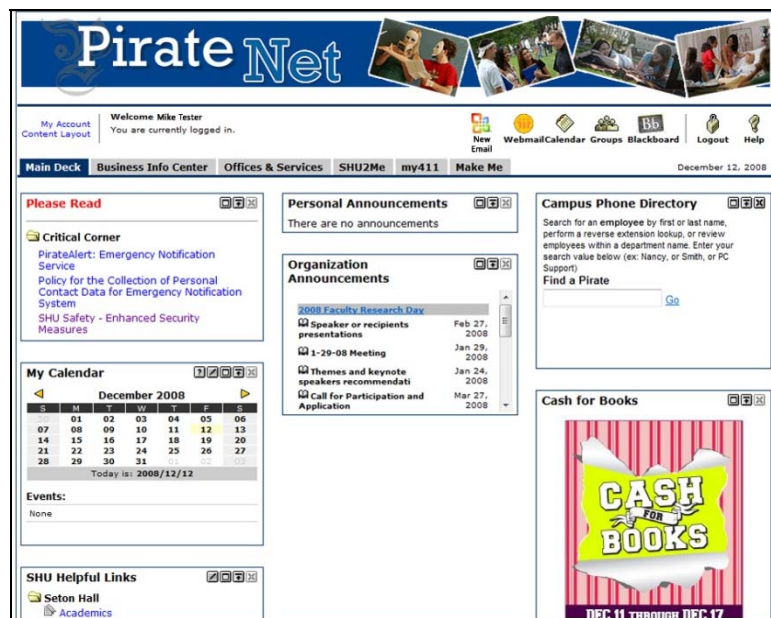 Pirate Net
My Account
Content Layout
Welcome Mike Tester
You are currently logged in.
New
Email
Webmail
Calendar
Groups
Bb
Blackboard
Logout
Help
Main Deck
Business Info Center
Offices & Services
SHU2Me
my411
Make Me
December 12, 2008
Please Read
Critical Corner
PirateAlert: Emergency Notification
Service
Policy for the Collection of Personal
Contact Data for Emergency Notification
System
SHU Safety - Enhanced Security
Measures
My Calendar
December 2008
S M T W T F S
30 01 02 03 04 05 06
07 08 09 10 11 12 13
14 15 16 17 18 19 20
21 22 23 24 25 26 27
28 29 30 31 01 02 03
Today is: 2008/12/12
Events:
None
SHU Helpful Links
Seton Hall
Academics
Personal Announcements
There are no announcements
Organization
Announcements
2008 Faculty Research Day
Speaker or recipients
presentations
Feb 27,
2008
1-29-08 Meeting
Jan 29,
2008
Themes and keynote
speakers recommendati
Jan 24,
2008
Call for Participation and
Application
Mar 27,
2008
Campus Phone Directory
Search for an employee by first or last name,
perform a reverse extension lookup, or review
employees within a department name. Enter your
search value below (ex: Nancy, or Smith, or PC
Support)
Find a Pirate
Go
Cash for Books
CASH
FOR
BOOKS
DEC 11 THROUGH DEC 17